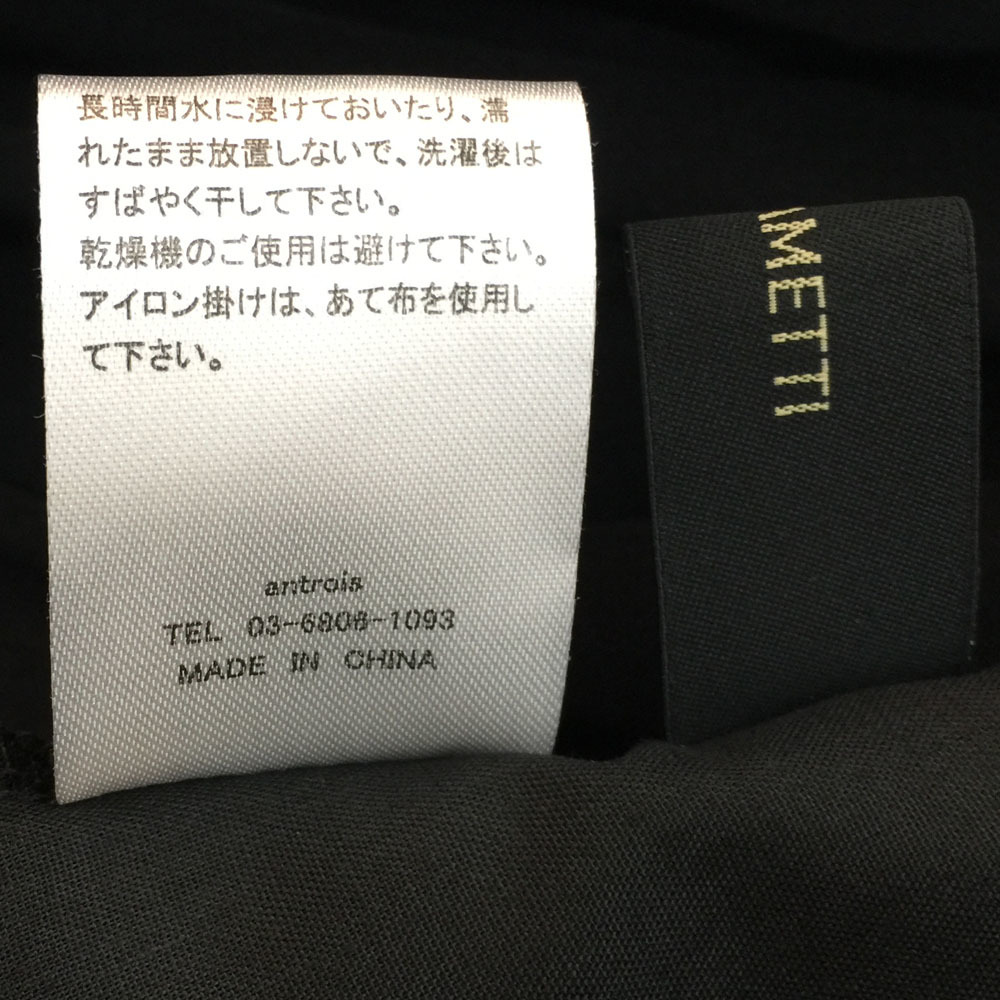 長時間水に浸けておいたり、濡
れたまま放置しないで、洗濯後は
すばやく干して下さい。
乾燥機のご使用は避けて下さい。
アイロン掛けは、あて布を使用し
て下さい。
antrois
TEL 03-6806-1093
MADE IN CHINA
AMETTI